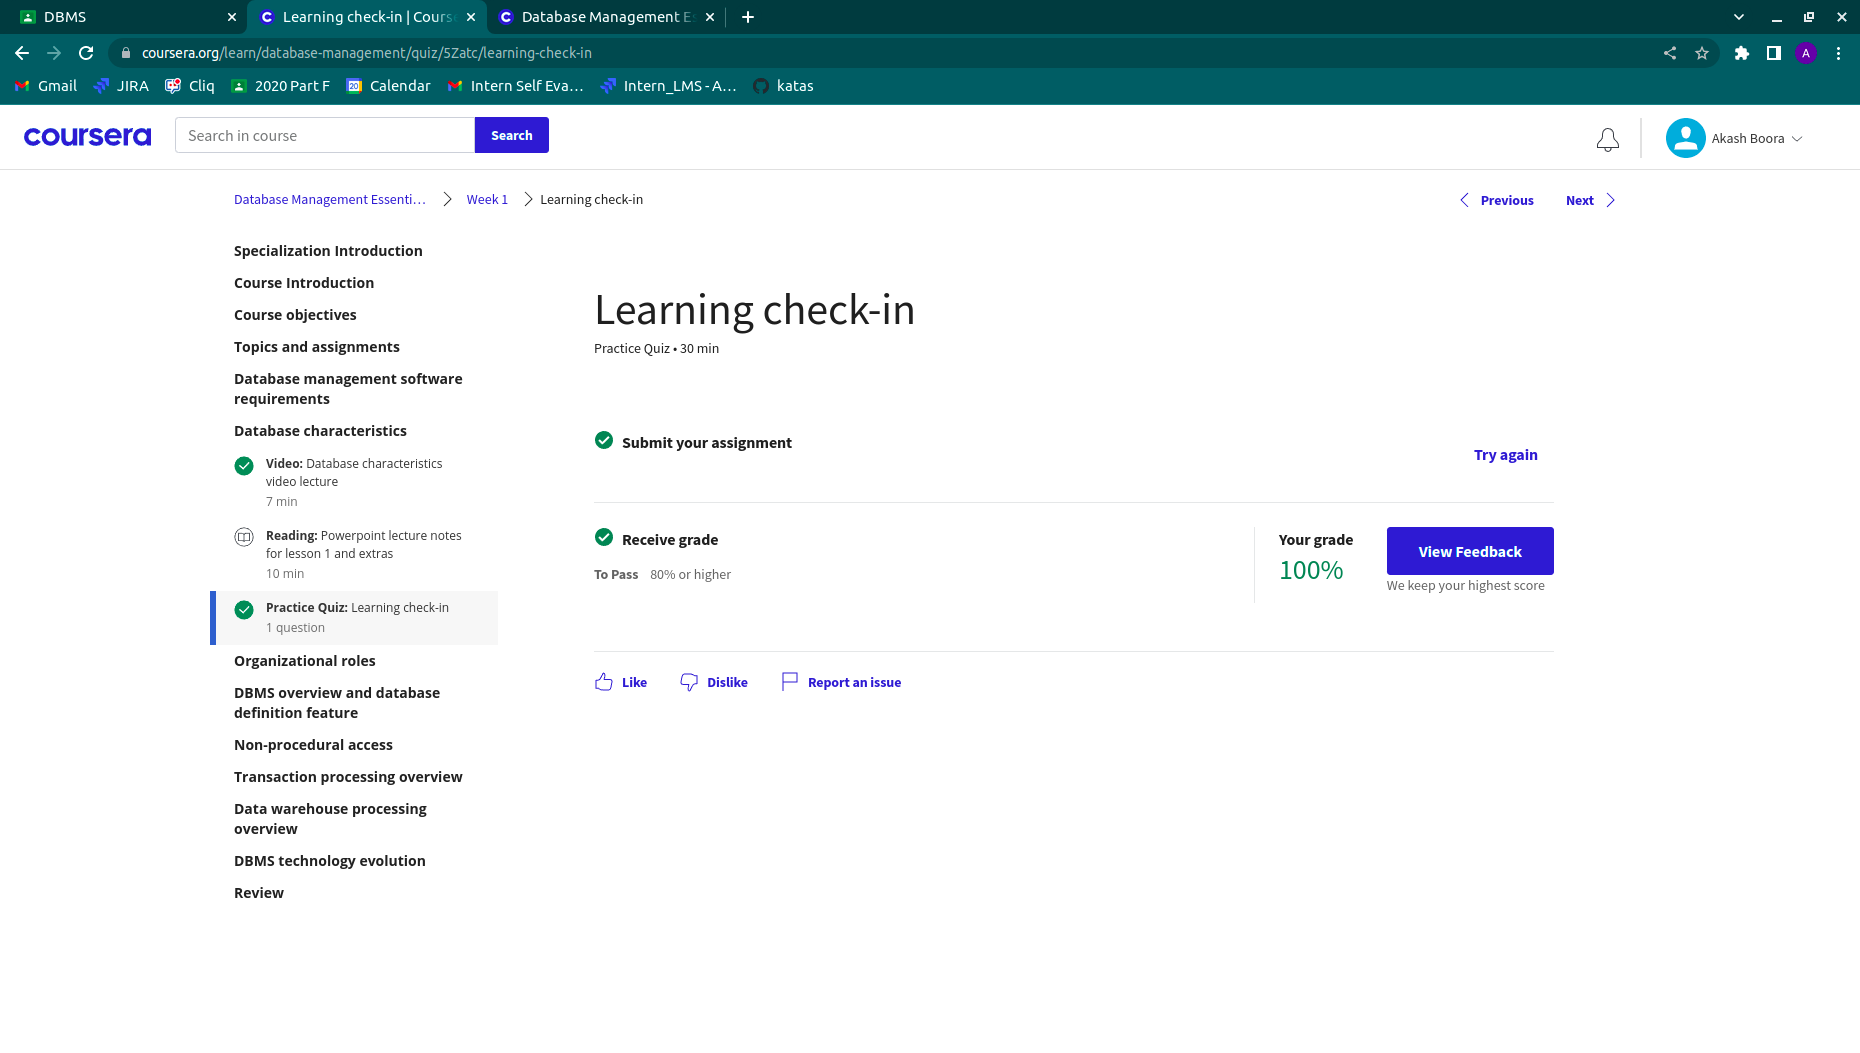 DBMS
Learning check-in | Cours
Database Management Es
coursera.org/learn/database-management/quiz/5Zatc/learning-check-in
A
Gmail
JIRA
Cliq
2020 Part F
20
Calendar
Intern Self Eva…
Intern_LMS - A…
katas
coursera
Search in course
Search
Akash Boora
Database Management Essenti…
Week 1
Learning check-in
Previous
Next
Specialization Introduction
Course Introduction
Course objectives
Topics and assignments
Database management software
requirements
Database characteristics
Video: Database characteristics
video lecture
7 min
Reading: Powerpoint lecture notes
for lesson 1 and extras
10 min
Practice Quiz: Learning check-in
1 question
Organizational roles
DBMS overview and database
definition feature
Non-procedural access
Transaction processing overview
Data warehouse processing
overview
DBMS technology evolution
Review
Learning check-in
Practice Quiz • 30 min
Submit your assignment
Try again
Receive grade
To Pass 80% or higher
Your grade
100%
View Feedback
We keep your highest score
Like
Dislike
Report an issue